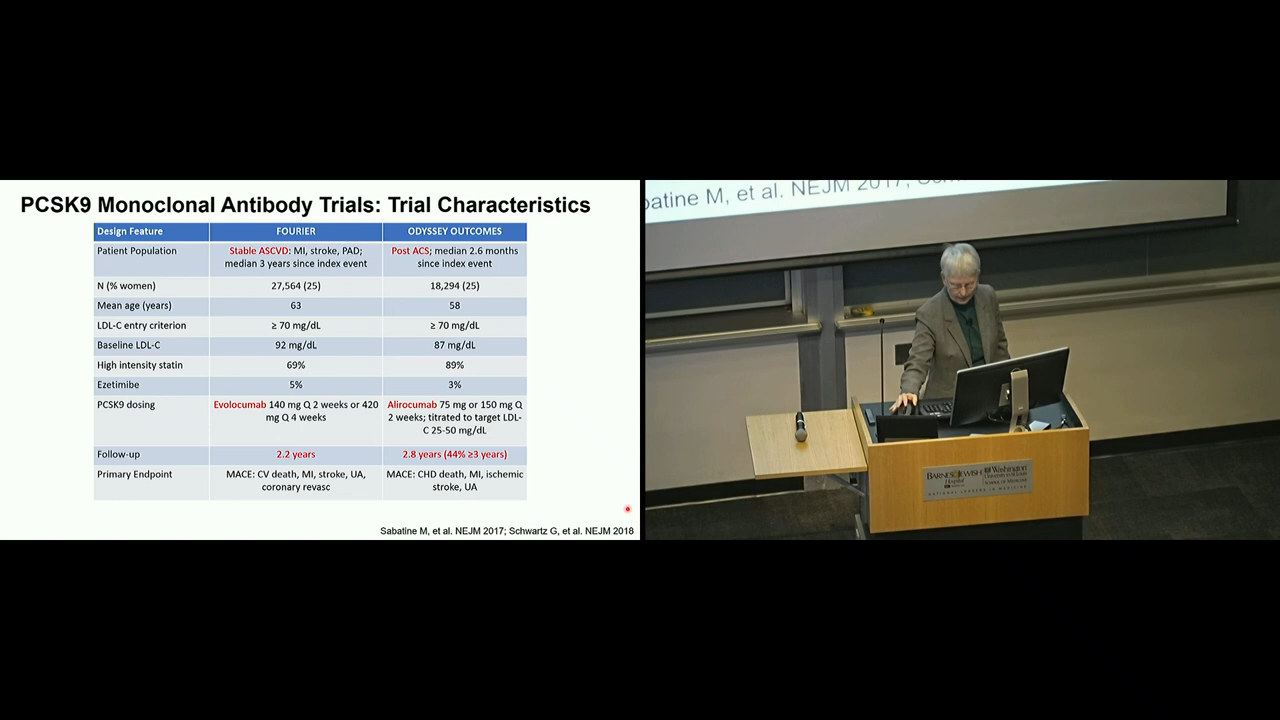 PCSK9 Monoclonal Antibody Trials: Trial Characteristics
Design Feature FOURIER ODYSSEY OUTCOMES
Patient Population Stable ASCVD: MI, stroke, PAD; Post ACS; median 2.6 months
median 3 years since index event since index event
N (% women) 27,564 (25) 18,294 (25)
Mean age (years) 63 58
LDL-C entry criterion ≥ 70 mg/dL ≥ 70 mg/dL
Baseline LDL-C 92 mg/dL 87 mg/dL
High intensity statin 69% 89%
Ezetimibe 5% 3%
PCSK9 dosing Evolocumab 140 mg Q 2 weeks or 420 Alirocumab 75 mg or 150 mg Q
mg Q 4 weeks 2 weeks; titrated to target LDL-
C 25-50 mg/dL
Follow-up 2.2 years 2.8 years (44% ≥3 years)
Primary Endpoint MACE: CV death, MI, stroke, UA, MACE: CHD death, MI, ischemic
coronary revasc stroke, UA
Sabatine M, et al. NEJM 2017; Schwartz G, et al. NEJM 2018
batine M, et al. NEJM 2017;
BARNES JEWISH Washington
Hospital
SCHOOL OF MEDICINE
NATIONAL LEADERS IN MEDICINE